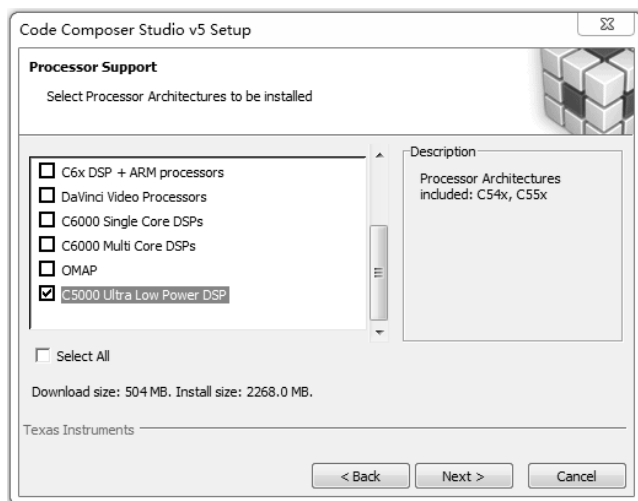 Code Composer Studio v5 Setup
Processor Support
Select Processor Architectures to be installed
C6x DSP + ARM processors
DaVinci Video Processors
C6000 Single Core DSPs
C6000 Multi Core DSPs
OMAP
C5000 Ultra Low Power DSP
Description
Processor Architectures
included: C54x, C55x
Select All
Download size: 504 MB. Install size: 2268.0 MB.
Texas Instruments
< Back
Next >
Cancel